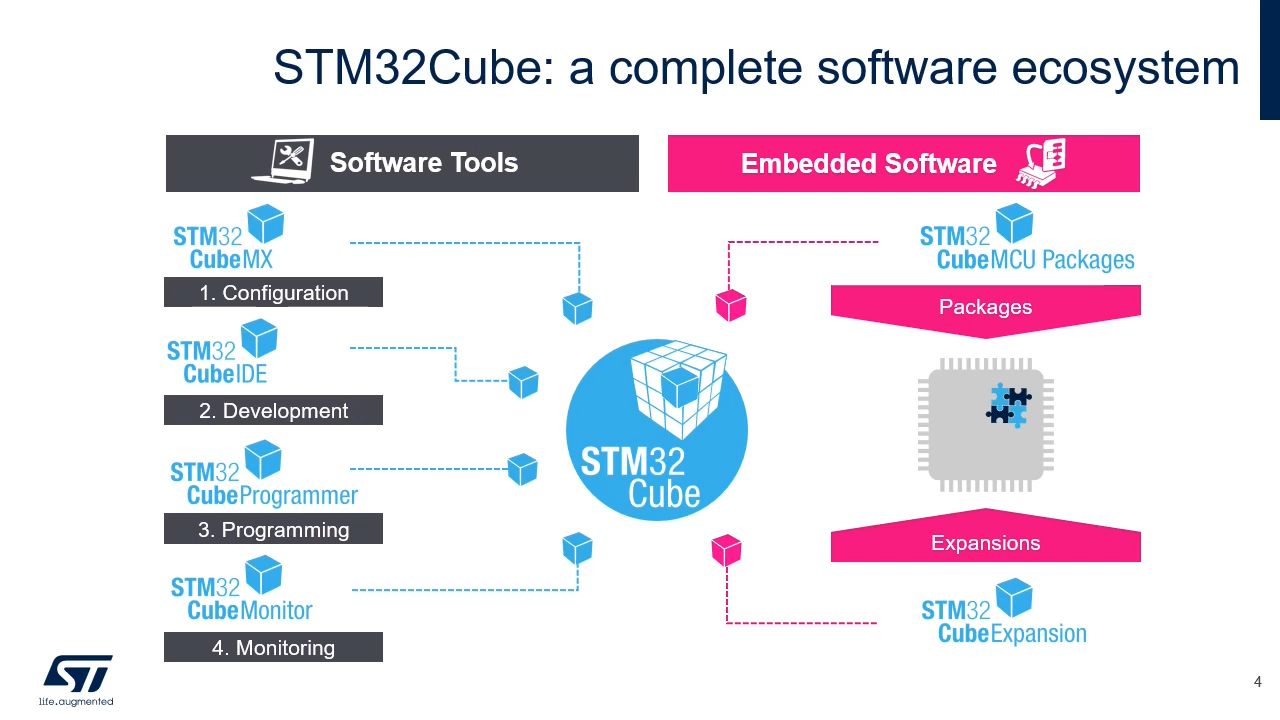 STM32Cube: a complete software ecosystem
Software Tools
STM32
CubeMX
1. Configuration
STM32
CubeIDE
2. Development
STM32
CubeProgrammer
3. Programming
STM32
CubeMonitor
4. Monitoring
STM32
Cube
Embedded Software
STM32
CubeMCU Packages
Packages
Expansions
STM32
CubeExpansion
ST
life.augmented
4